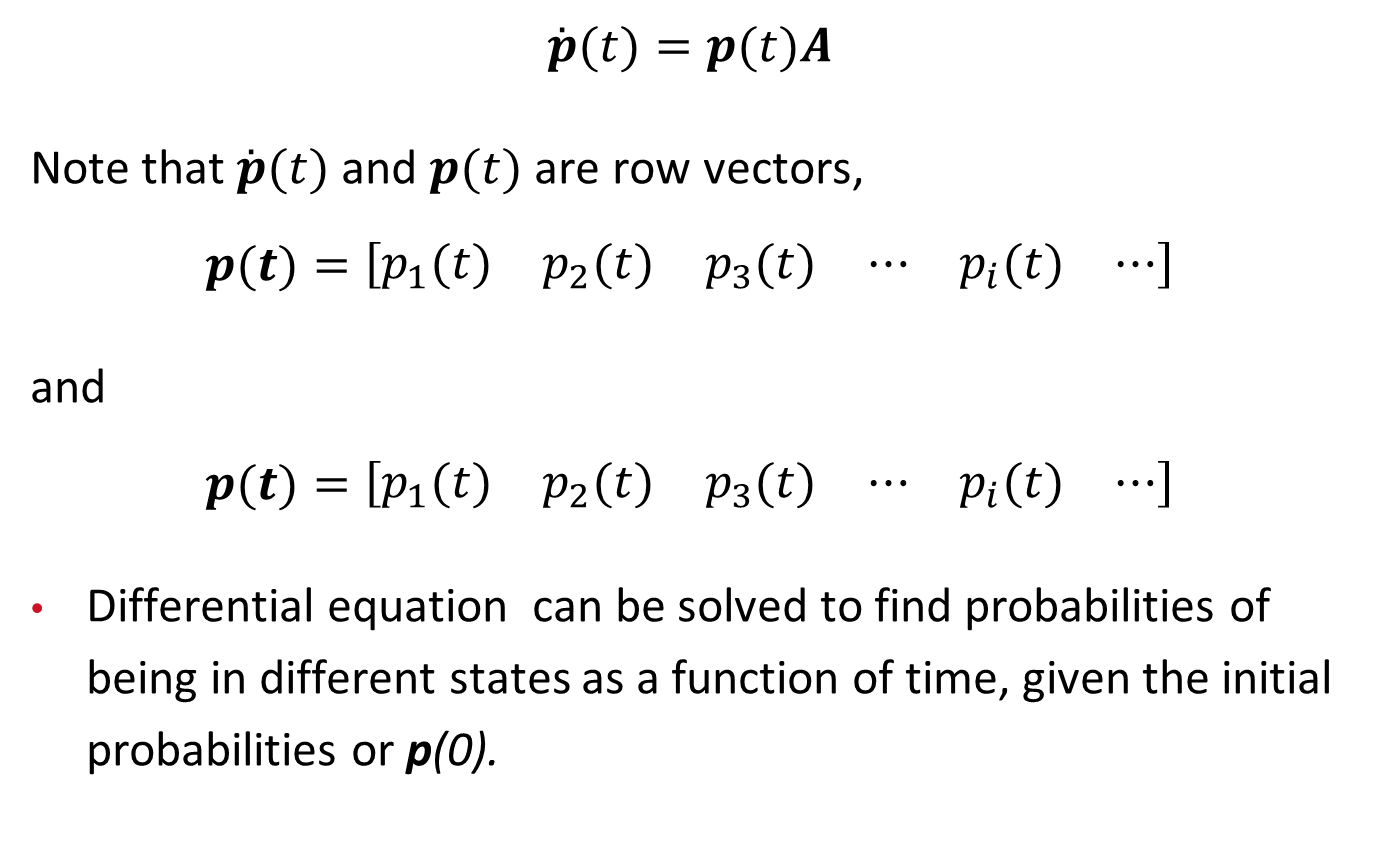 ṗ(t) = p(t)A
Note that ṗ(t) and p(t) are row vectors,
p(t) = [p₁(t) p₂(t) p₃(t) ⋯ pᵢ(t) ⋯]
and
p(t) = [p₁(t) p₂(t) p₃(t) ⋯ pᵢ(t) ⋯]
• Differential equation can be solved to find probabilities of
being in different states as a function of time, given the initial
probabilities or p(0).